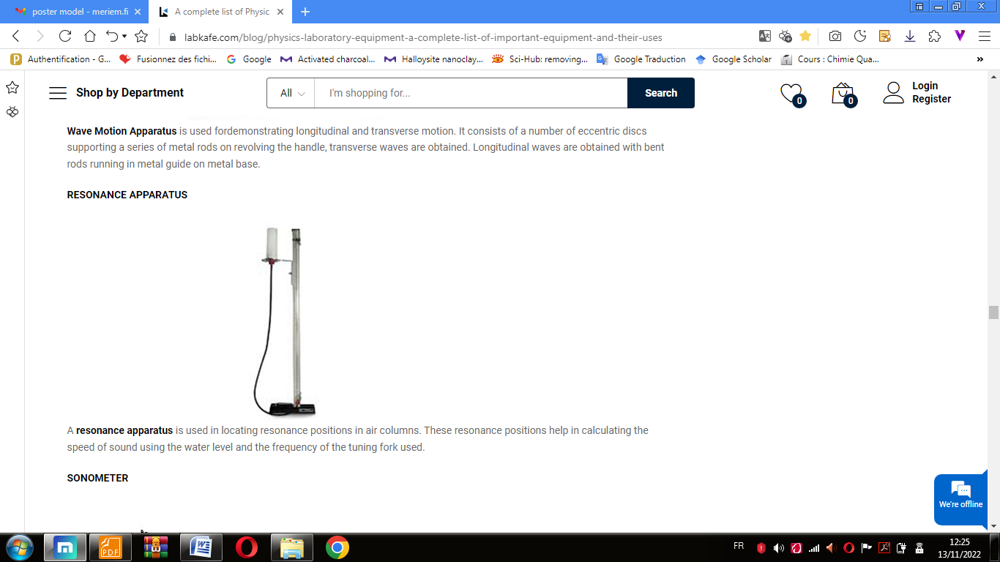 poster model - meriem.fi
A complete list of Physic
labkafe.com/blog/physics-laboratory-equipment-a-complete-list-of-important-equipment-and-their-uses
Authentification - G...
Fusionnez des fichi...
Google
Activated charcoal...
Halloysite nanoclay...
Sci-Hub: removing...
Google Traduction
Google Scholar
Cours : Chimie Qua...
»
Shop by Department
All
I'm shopping for...
Search
0
0
Login
Register
Wave Motion Apparatus is used fordemonstrating longitudinal and transverse motion. It consists of a number of eccentric discs
supporting a series of metal rods on revolving the handle, transverse waves are obtained. Longitudinal waves are obtained with bent
rods running in metal guide on metal base.
RESONANCE APPARATUS
A resonance apparatus is used in locating resonance positions in air columns. These resonance positions help in calculating the
speed of sound using the water level and the frequency of the tuning fork used.
SONOMETER
We're offline
PDF
FR
12:25
13/11/2022